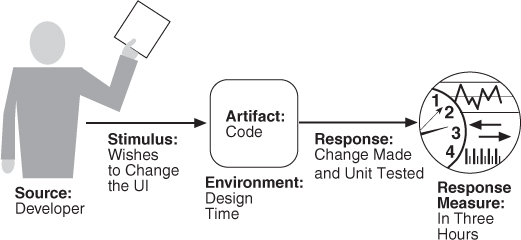 Source:
Developer
Stimulus:
Wishes
to Change
the UI
Artifact:
Code
Environment:
Design
Time
Response:
Change Made
and Unit Tested
1
2
3
4
Response
Measure:
In Three
Hours